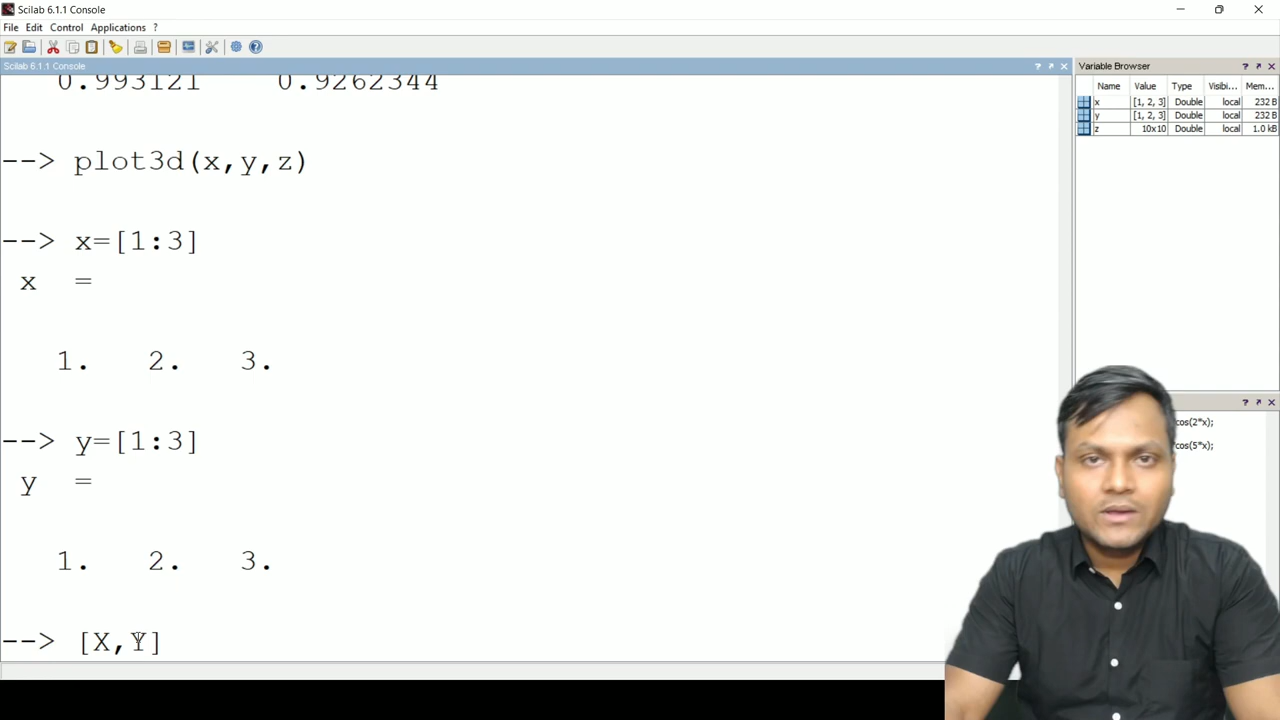 Scilab 6.1.1 Console
File Edit Control Applications ?
Scilab 6.1.1 Console ? Variable Browser ?
Name Value Type Visibi... Mem...
x [1, 2, 3] Double local 232 B
y [1, 2, 3] Double local 232 B
z 10x10 Double local 1.0 kB
0.993121 0.9262344
--> plot3d(x,y,z)
--> x=[1:3]
x =
1. 2. 3.
?
cos(2*x);
cos(5*x);
--> y=[1:3]
y =
1. 2. 3.
--> [X,Y]